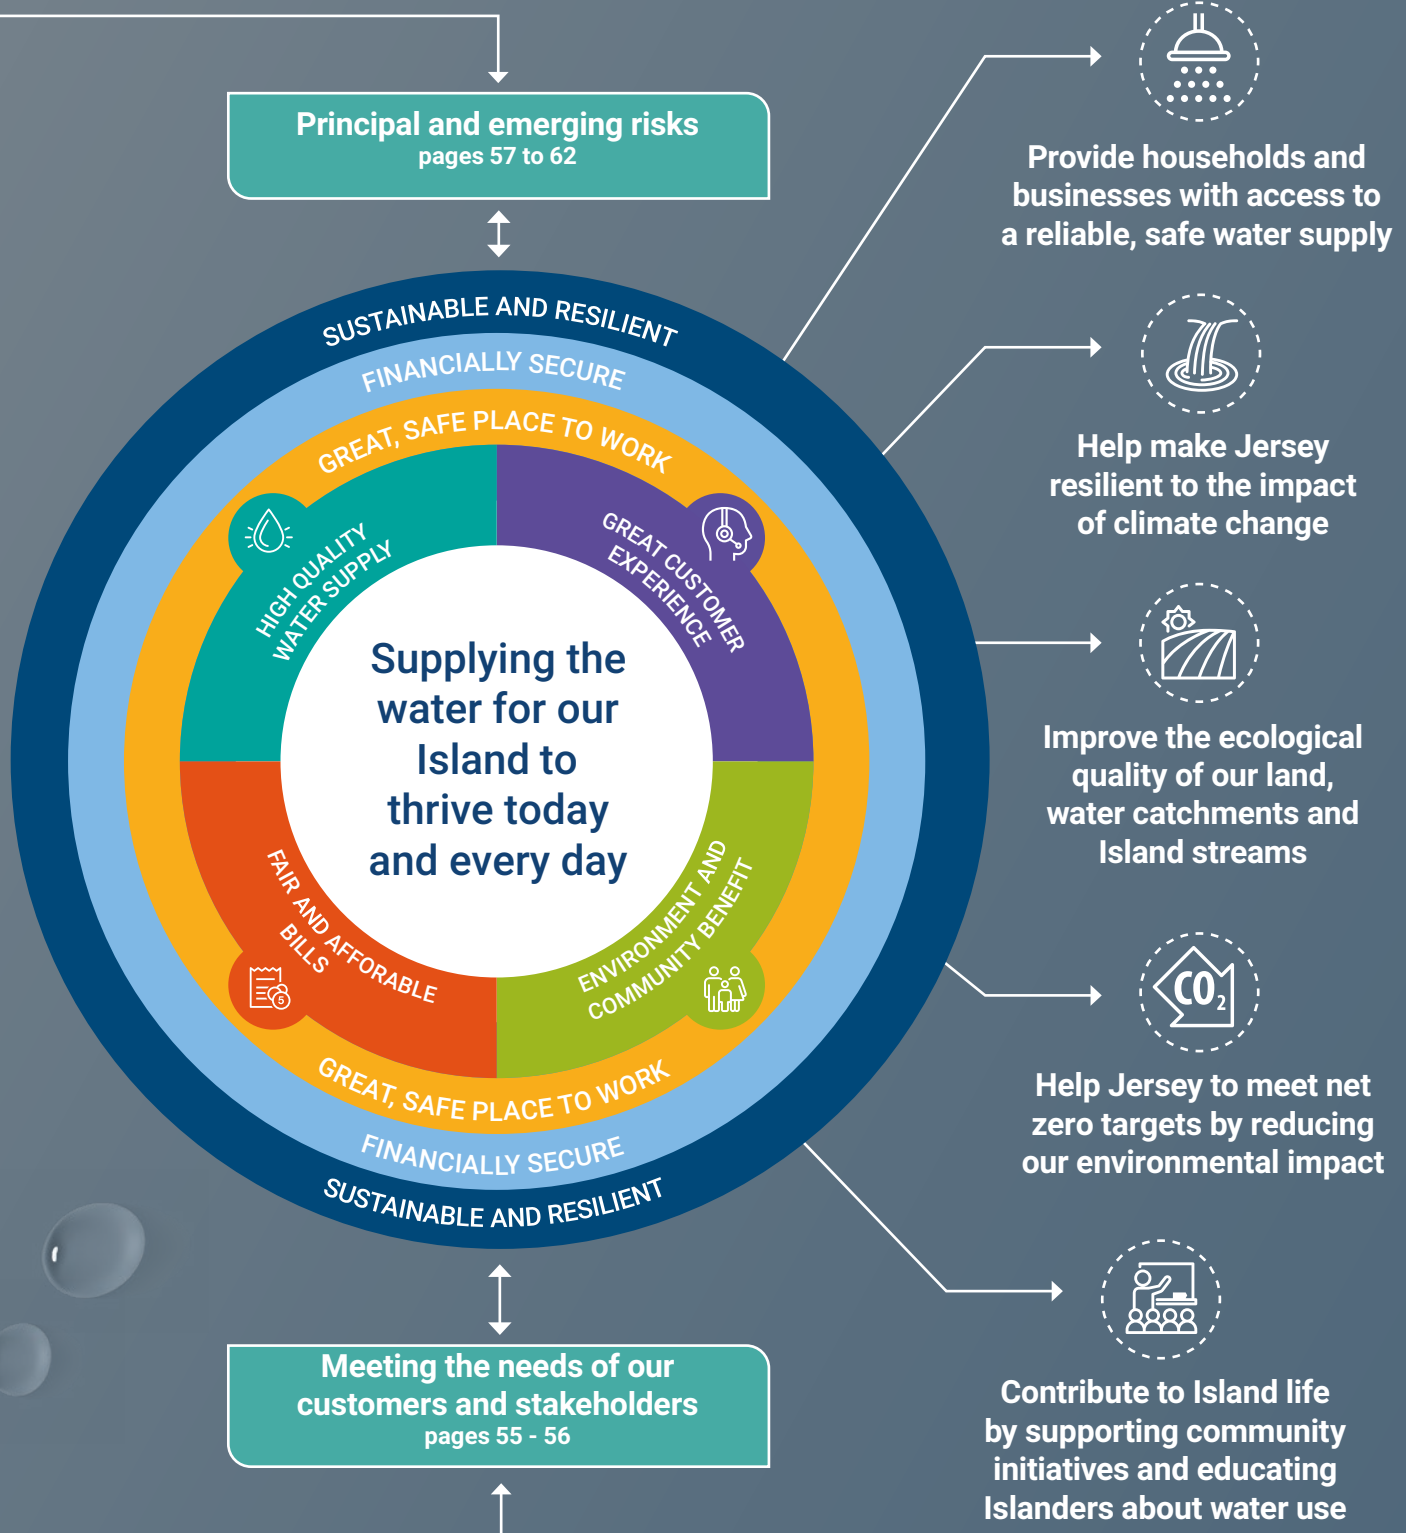 Principal and emerging risks
pages 57 to 62
SUSTAINABLE AND RESILIENT
FINANCIALLY SECURE
GREAT, SAFE PLACE TO WORK
HIGH QUALITY
WATER SUPPLY
GREAT CUSTOMER
EXPERIENCE
Supplying the
water for our
Island to
thrive today
and every day
FAIR AND AFFORABLE
BILLS
5
ENVIRONMENT AND
COMMUNITY BENEFIT
GREAT, SAFE PLACE TO WORK
FINANCIALLY SECURE
SUSTAINABLE AND RESILIENT
Meeting the needs of our
customers and stakeholders
pages 55 - 56
Provide households and
businesses with access to
a reliable, safe water supply
Help make Jersey
resilient to the impact
of climate change
Improve the ecological
quality of our land,
water catchments and
Island streams
CO₂
Help Jersey to meet net
zero targets by reducing
our environmental impact
Contribute to Island life
by supporting community
initiatives and educating
Islanders about water use